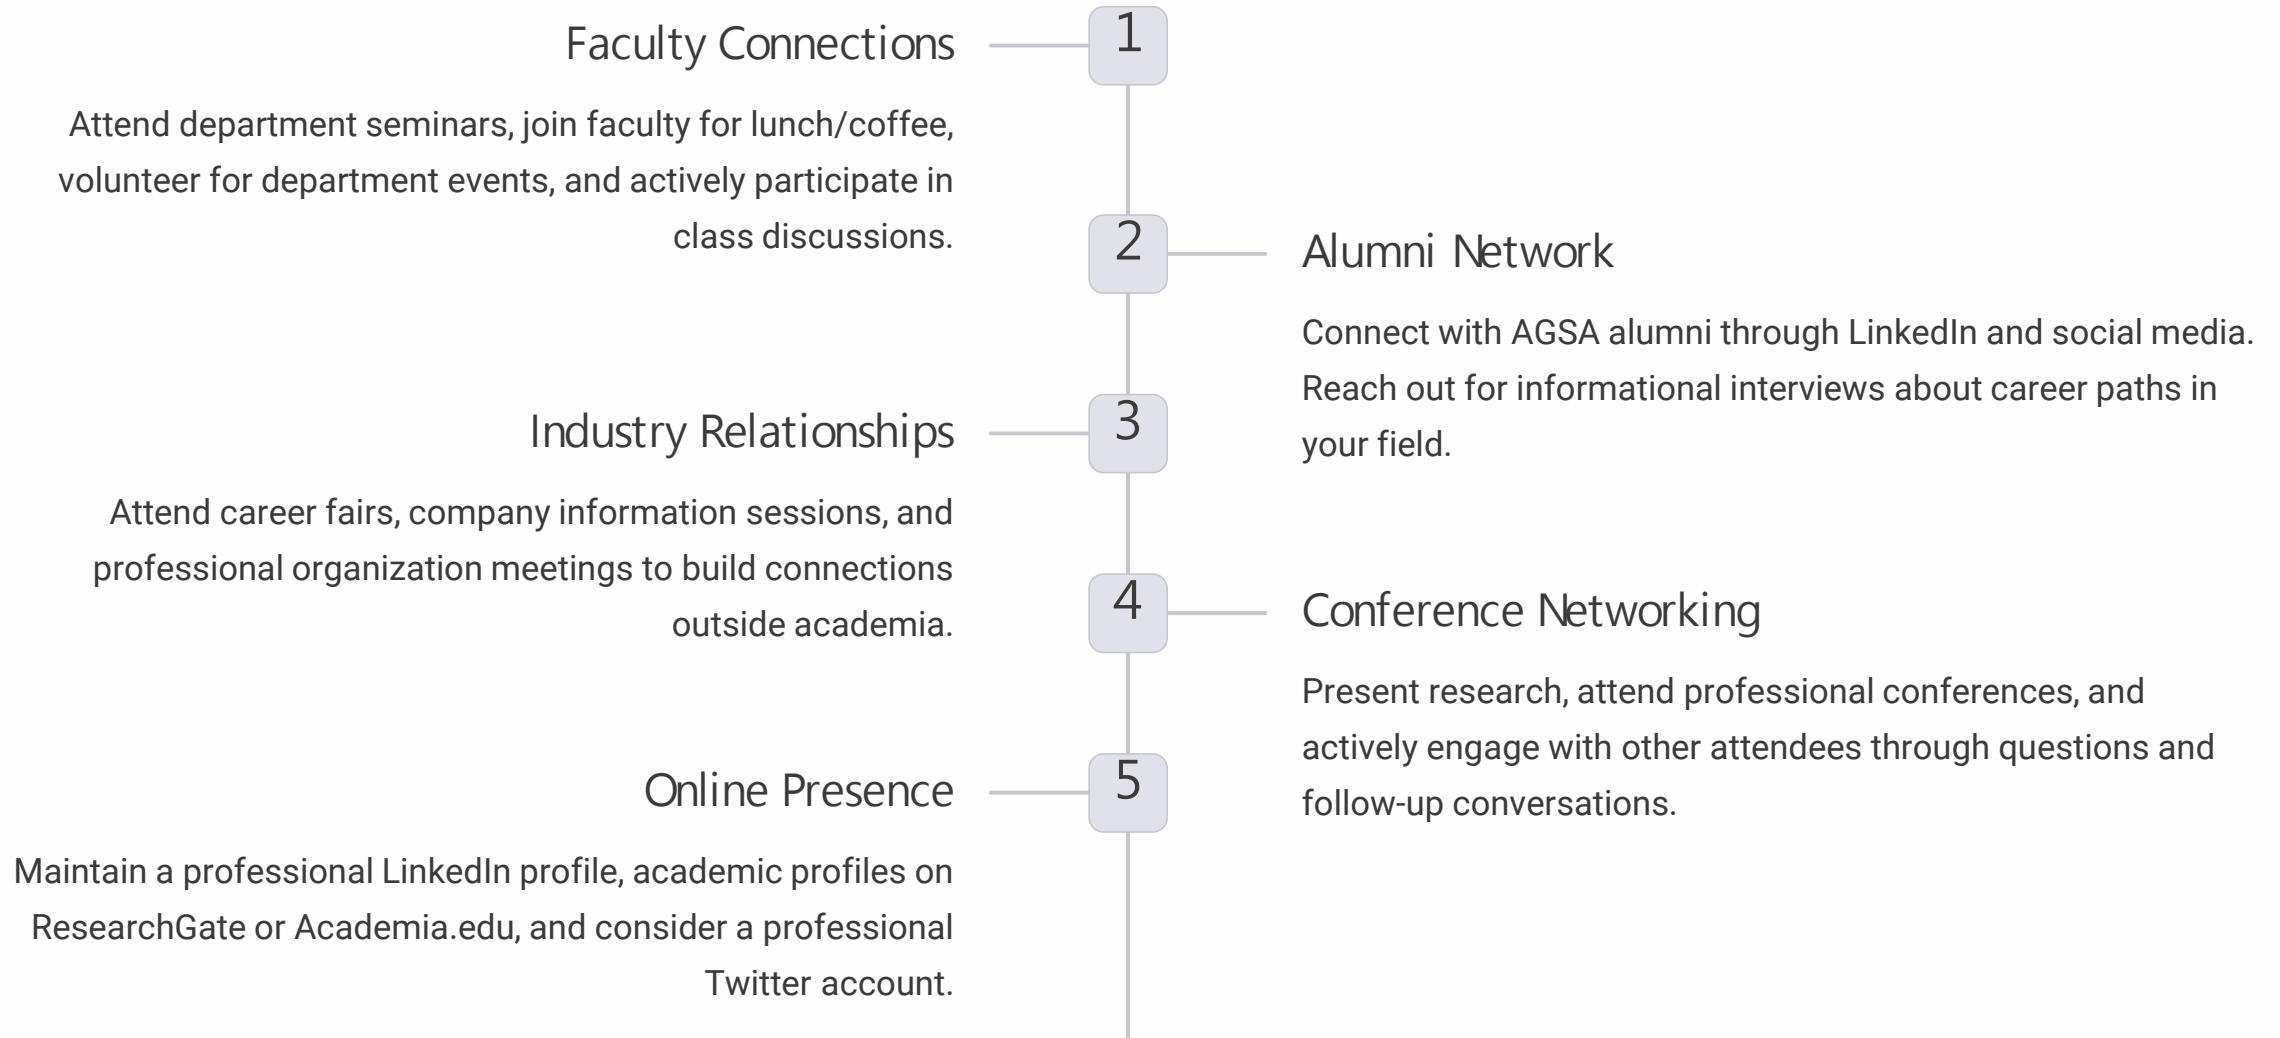 1
Faculty Connections
Attend department seminars, join faculty for lunch/coffee,
volunteer for department events, and actively participate in
class discussions.
2
Alumni Network
Connect with AGSA alumni through LinkedIn and social media.
Reach out for informational interviews about career paths in
your field.
3
Industry Relationships
Attend career fairs, company information sessions, and
professional organization meetings to build connections
outside academia.
4
Conference Networking
Present research, attend professional conferences, and
actively engage with other attendees through questions and
follow-up conversations.
5
Online Presence
Maintain a professional LinkedIn profile, academic profiles on
ResearchGate or Academia.edu, and consider a professional
Twitter account.